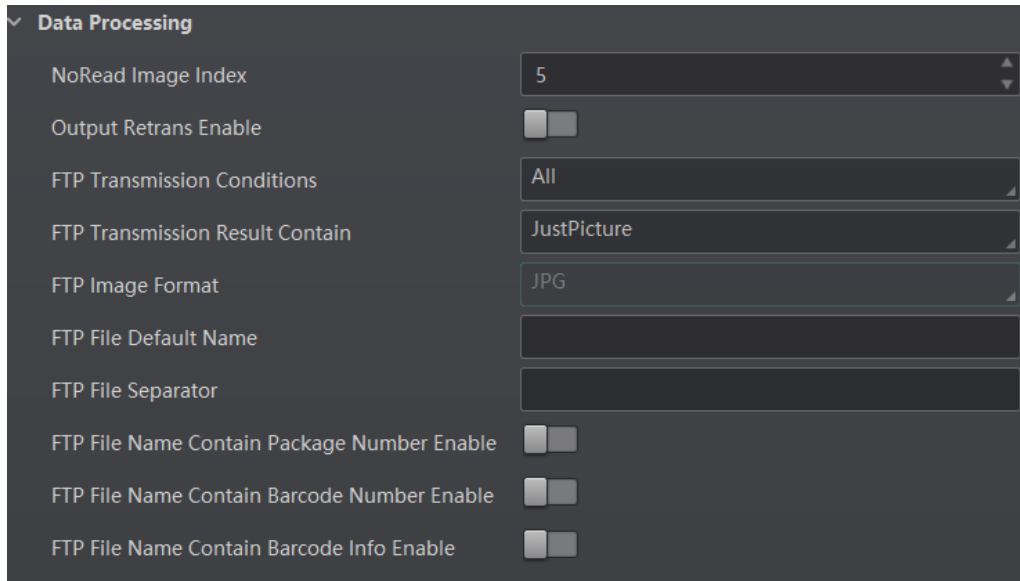 Data Processing
NoRead Image Index 5
Output Retrans Enable
FTP Transmission Conditions All
FTP Transmission Result Contain JustPicture
FTP Image Format JPG
FTP File Default Name
FTP File Separator
FTP File Name Contain Package Number Enable
FTP File Name Contain Barcode Number Enable
FTP File Name Contain Barcode Info Enable